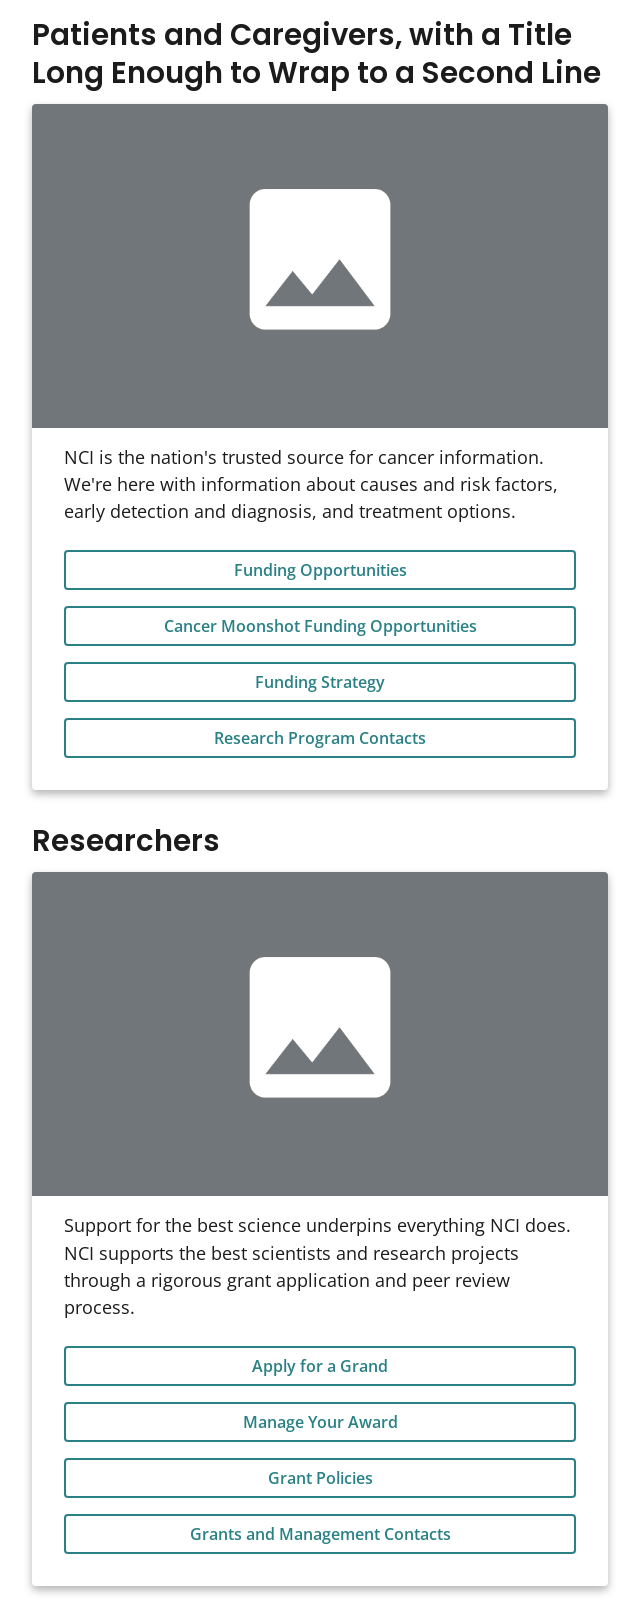 Patients and Caregivers, with a Title
Long Enough to Wrap to a Second Line
NCI is the nation's trusted source for cancer information.
We're here with information about causes and risk factors,
early detection and diagnosis, and treatment options.
Funding Opportunities
Cancer Moonshot Funding Opportunities
Funding Strategy
Research Program Contacts
Researchers
Support for the best science underpins everything NCI does.
NCI supports the best scientists and research projects
through a rigorous grant application and peer review
process.
Apply for a Grand
Manage Your Award
Grant Policies
Grants and Management Contacts